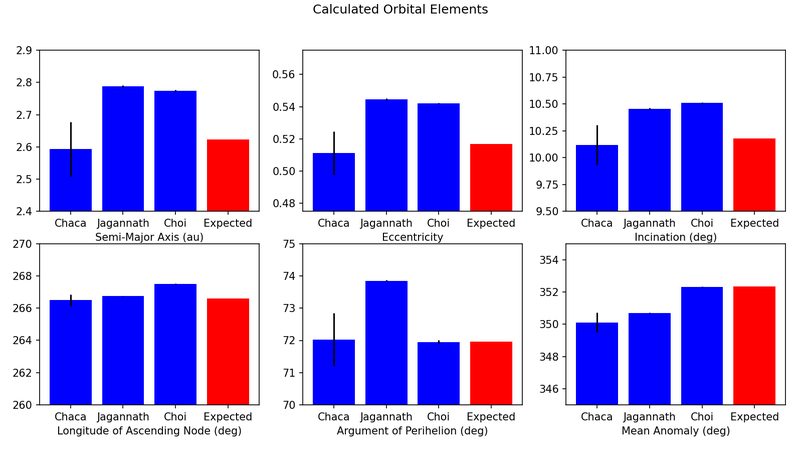 Calculated Orbital Elements
2.9
2.8
2.7
2.6
2.5
2.4
Chaca Jagannath Choi Expected
Semi-Major Axis (au)
0.56
0.54
0.52
0.50
0.48
Chaca Jagannath Choi Expected
Eccentricity
11.00
10.75
10.50
10.25
10.00
9.75
9.50
Chaca Jagannath Choi Expected
Incination (deg)
270
268
266
264
262
260
Chaca Jagannath Choi Expected
Longitude of Ascending Node (deg)
75
74
73
72
71
70
Chaca Jagannath Choi Expected
Argument of Perihelion (deg)
354
352
350
348
346
Chaca Jagannath Choi Expected
Mean Anomaly (deg)